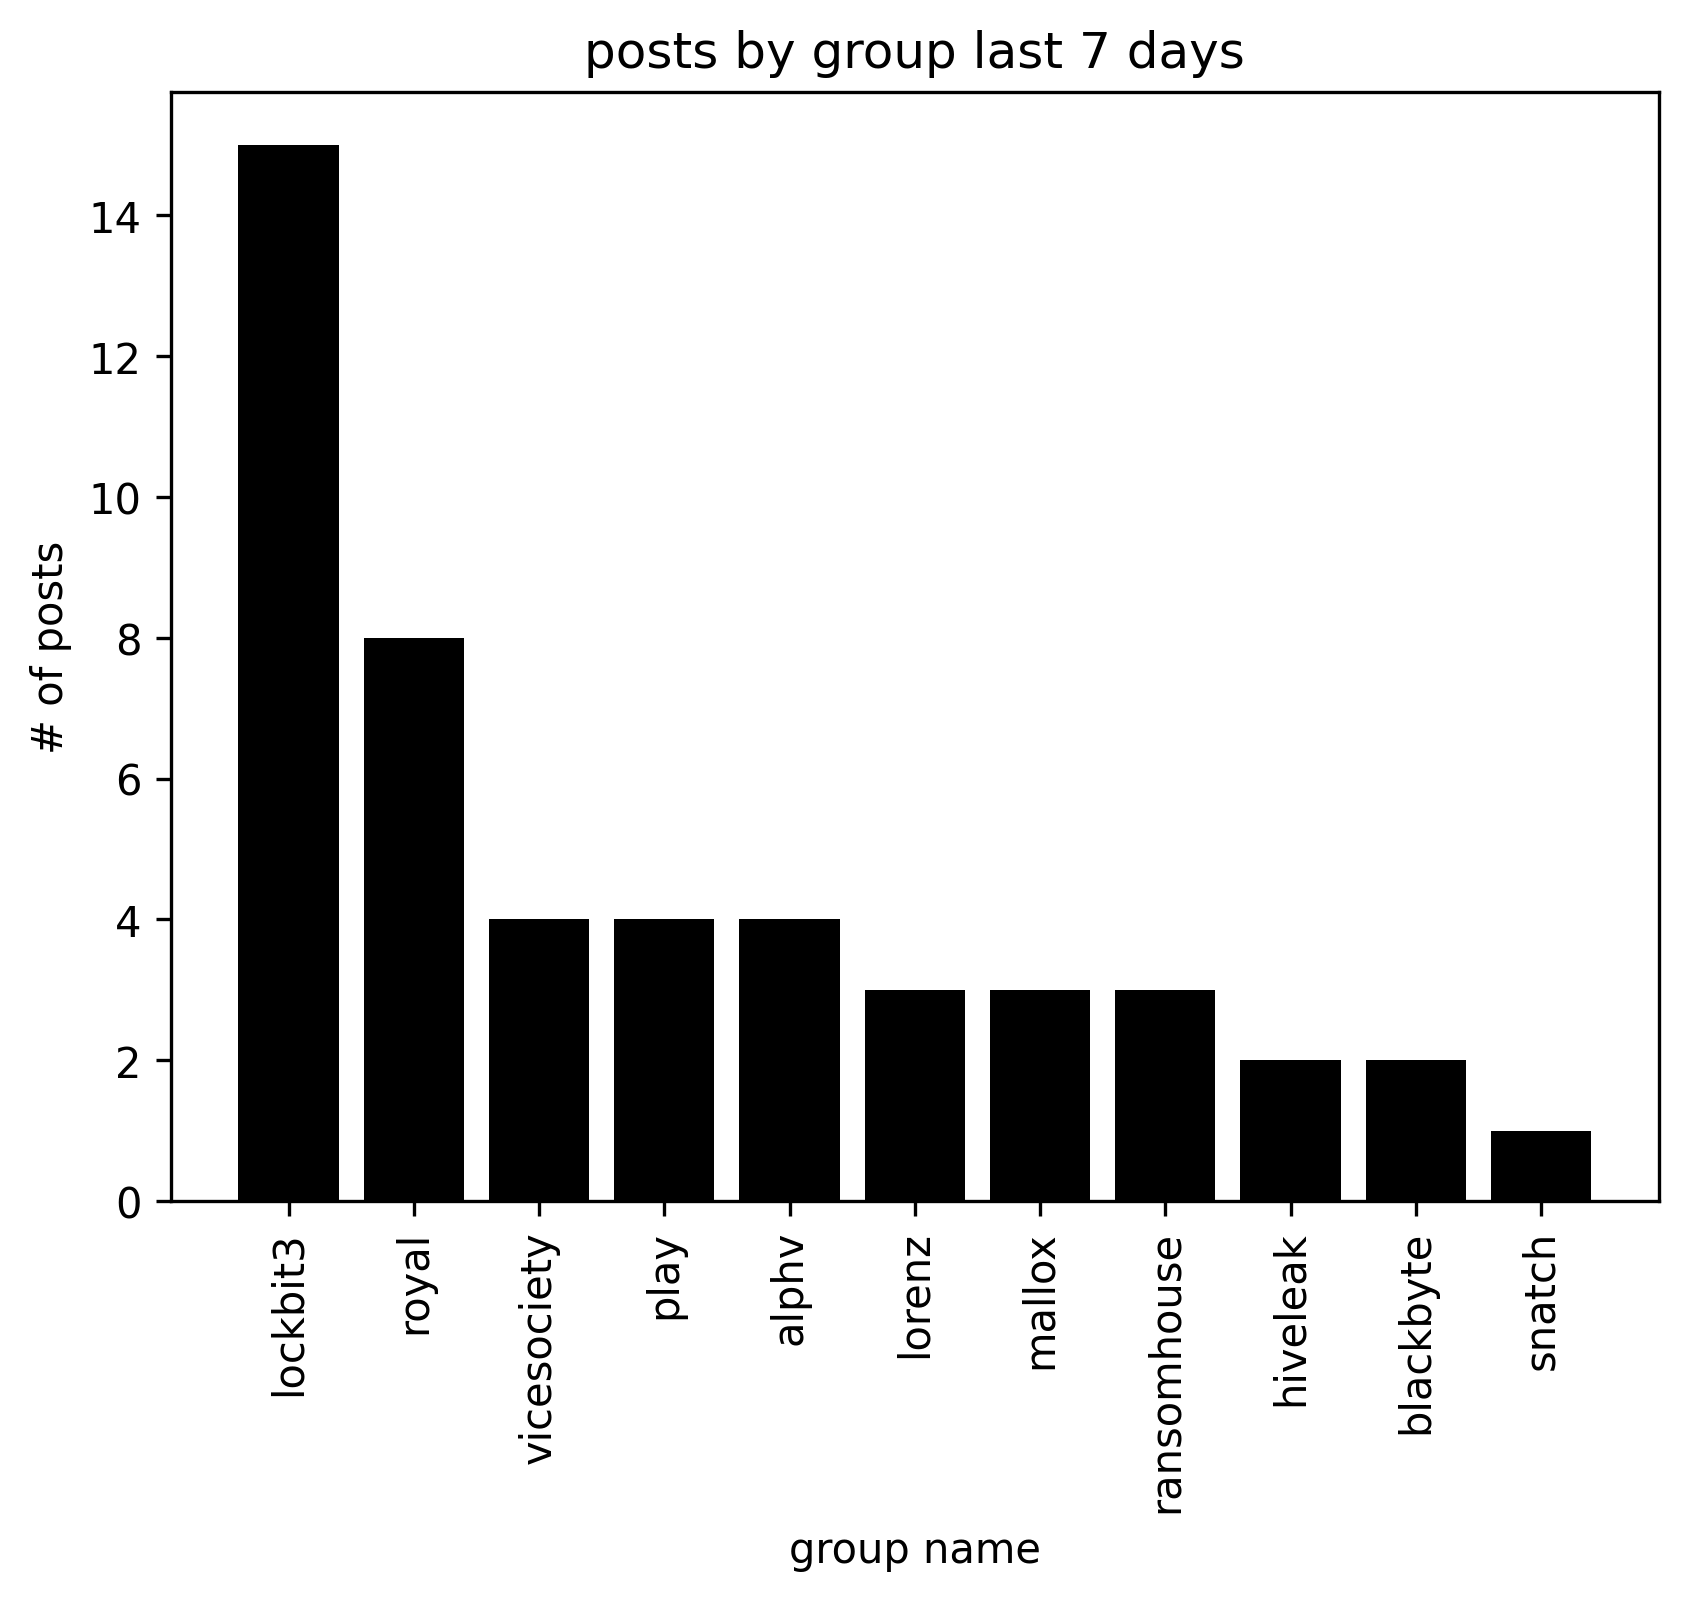 posts by group last 7 days
# of posts
14
12
10
8
6
4
2
0
lockbit3
royal
vicesociety
play
alphv
lorenz
mallox
ransomhouse
hiveleak
blackbyte
snatch
group name